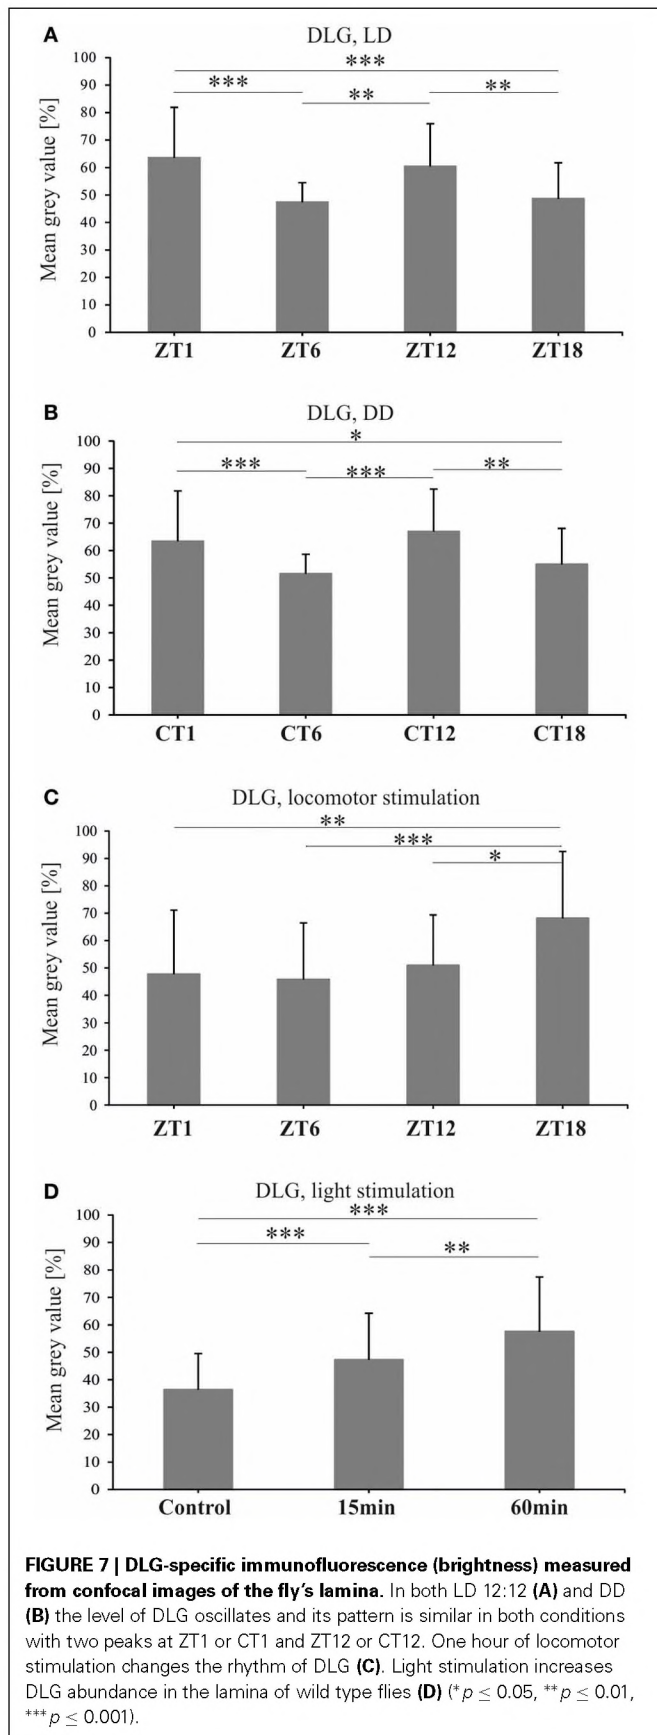 A
DLG, LD
***
***
**
**
Mean grey value [%]
100
90
80
70
60
50
40
30
20
10
0
ZT1 ZT6 ZT12 ZT18
B
DLG, DD
*
***
***
**
Mean grey value [%]
100
90
80
70
60
50
40
30
20
10
0
CT1 CT6 CT12 CT18
C
DLG, locomotor stimulation
**
***
*
Mean grey value [%]
100
90
80
70
60
50
40
30
20
10
0
ZT1 ZT6 ZT12 ZT18
D
DLG, light stimulation
***
***
**
Mean grey value [%]
100
90
80
70
60
50
40
30
20
10
0
Control 15min 60min
FIGURE 7 | DLG-specific immunofluorescence (brightness) measured
from confocal images of the fly's lamina. In both LD 12:12 (A) and DD
(B) the level of DLG oscillates and its pattern is similar in both conditions
with two peaks at ZT1 or CT1 and ZT12 or CT12. One hour of locomotor
stimulation changes the rhythm of DLG (C). Light stimulation increases
DLG abundance in the lamina of wild type flies (D) (*p ≤ 0.05, **p ≤ 0.01,
***p ≤ 0.001).